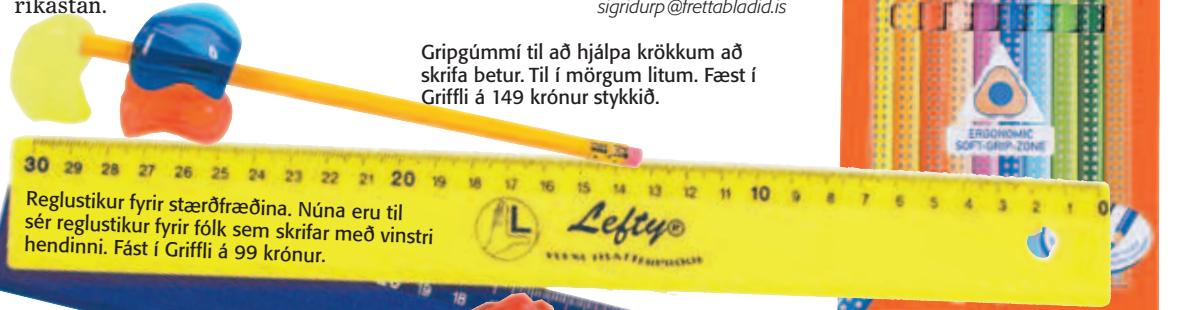 ríkastan.
sigridurp@frettabladid.is
Gripgúmmí til að hjálpa krökkum að
skrifa betur. Til í mörgum litum. Fæst í
Griffli á 149 krónur stykkið.
ERGONOMIC
SOFT-GRIP-ZONE
30 29 28 27 26 25 24 23 22 21 20 19 18 17 16 15 14 13 12 11 10 9 8 7 6 5 4 3 2 1 0
Reglustikur fyrir stærðfræðina. Núna eru til
sér reglustikur fyrir fólk sem skrifar með vinstri
hendinni. Fást í Griffli á 99 krónur.
L Lefty®
20 19 18